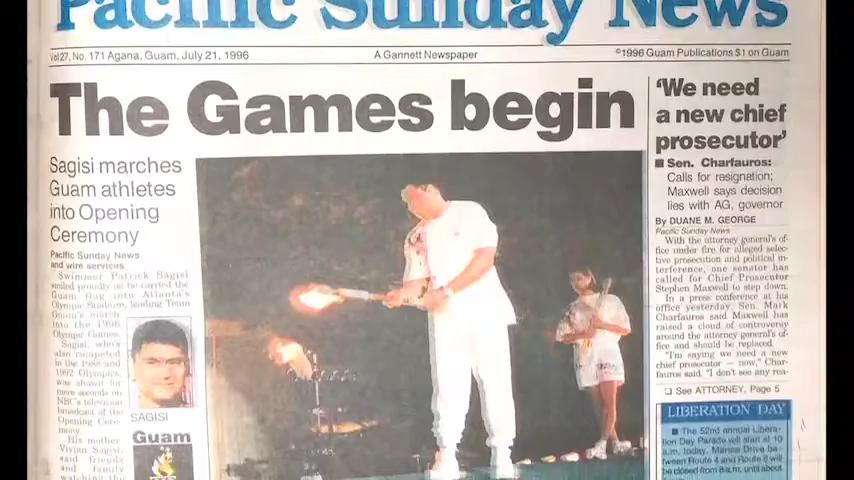 Pacific Sunday News
Vol 27, No. 171 Agana, Guam, July 21, 1996
A Gannett Newspaper
©1996 Guam Publications $1 on Guam
The Games begin
Sagisi marches
Guam athletes
into Opening
Ceremony
Pacific Sunday News
and wire services
Swimmer Patrick Sagisi
smiled proudly as he carried the
Guam flag into Atlanta's
Olympic Stadium, leading Team
Guam's march
into the 1996
Olympic Games.
Sagisi, who's
also competed
in the 1988 and
1992 Olympics,
was shown for
mere seconds on
NBC's television
broadcast of the
Opening Cere-
mony.
His mother
Vivian Sagisi,
said friends
and family
watching the
SAGISI
Guam
'We need
a new chief
prosecutor'
■ Sen. Charfauros:
Calls for resignation;
Maxwell says decision
lies with AG, governor
By DUANE M. GEORGE
Pacific Sunday News
With the attorney general's of-
fice under fire for alleged selec-
tive prosecution and political in-
terference, one senator has
called for Chief Prosecutor
Stephen Maxwell to step down.
In a press conference at his
office yesterday, Sen. Mark
Charfauros said Maxwell has
raised a cloud of controversy
around the attorney general's of-
fice and should be replaced.
"I'm saying we need a new
chief prosecutor — now," Char-
fauros said. "I don't see any rea-
❏ See ATTORNEY, Page 5
LIBERATION DAY
■ The 52nd annual Libera-
tion Day Parade will start at 10
a.m. today. Marine Drive be-
tween Route 4 and Route 6 will
be closed from 8 a.m. until about